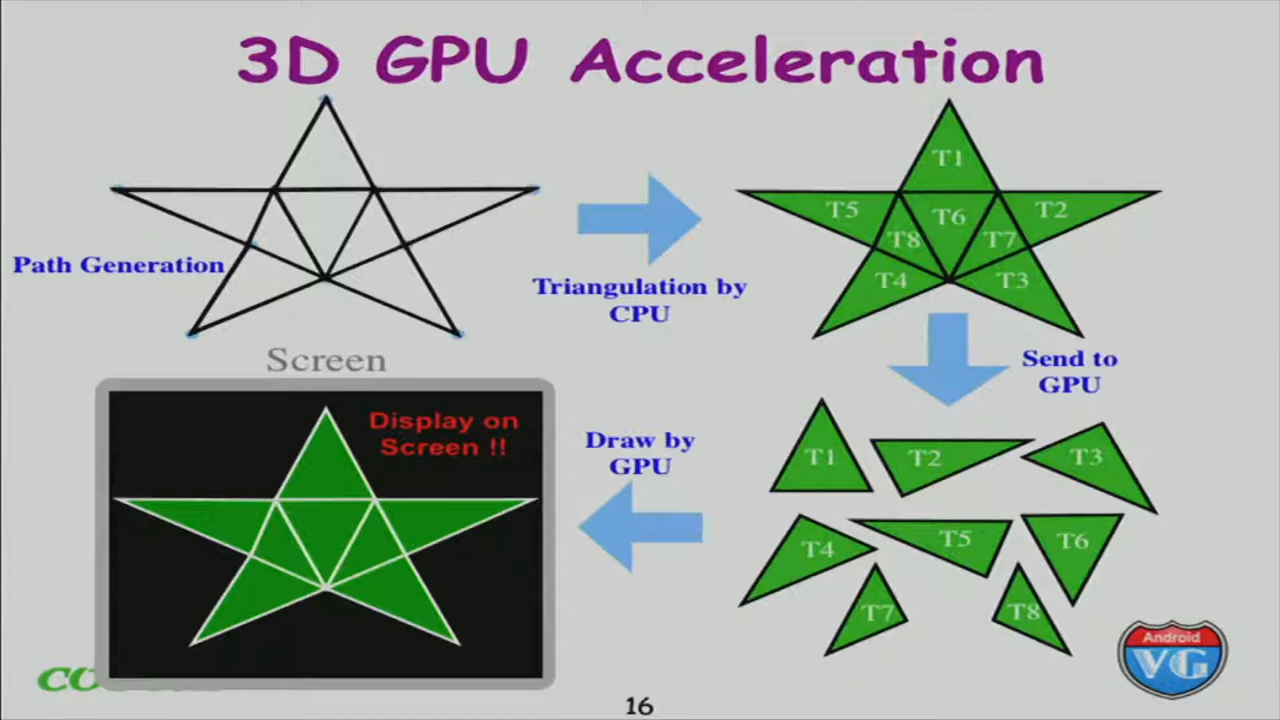 3D GPU Acceleration
Path Generation
Triangulation by
CPU
T1
T5
T6
T2
T8
T7
T4
T3
Send to
GPU
T1
T2
T3
T4
T5
T6
T7
T8
Draw by
GPU
Screen
Display on
Screen !!
Android
VG
16